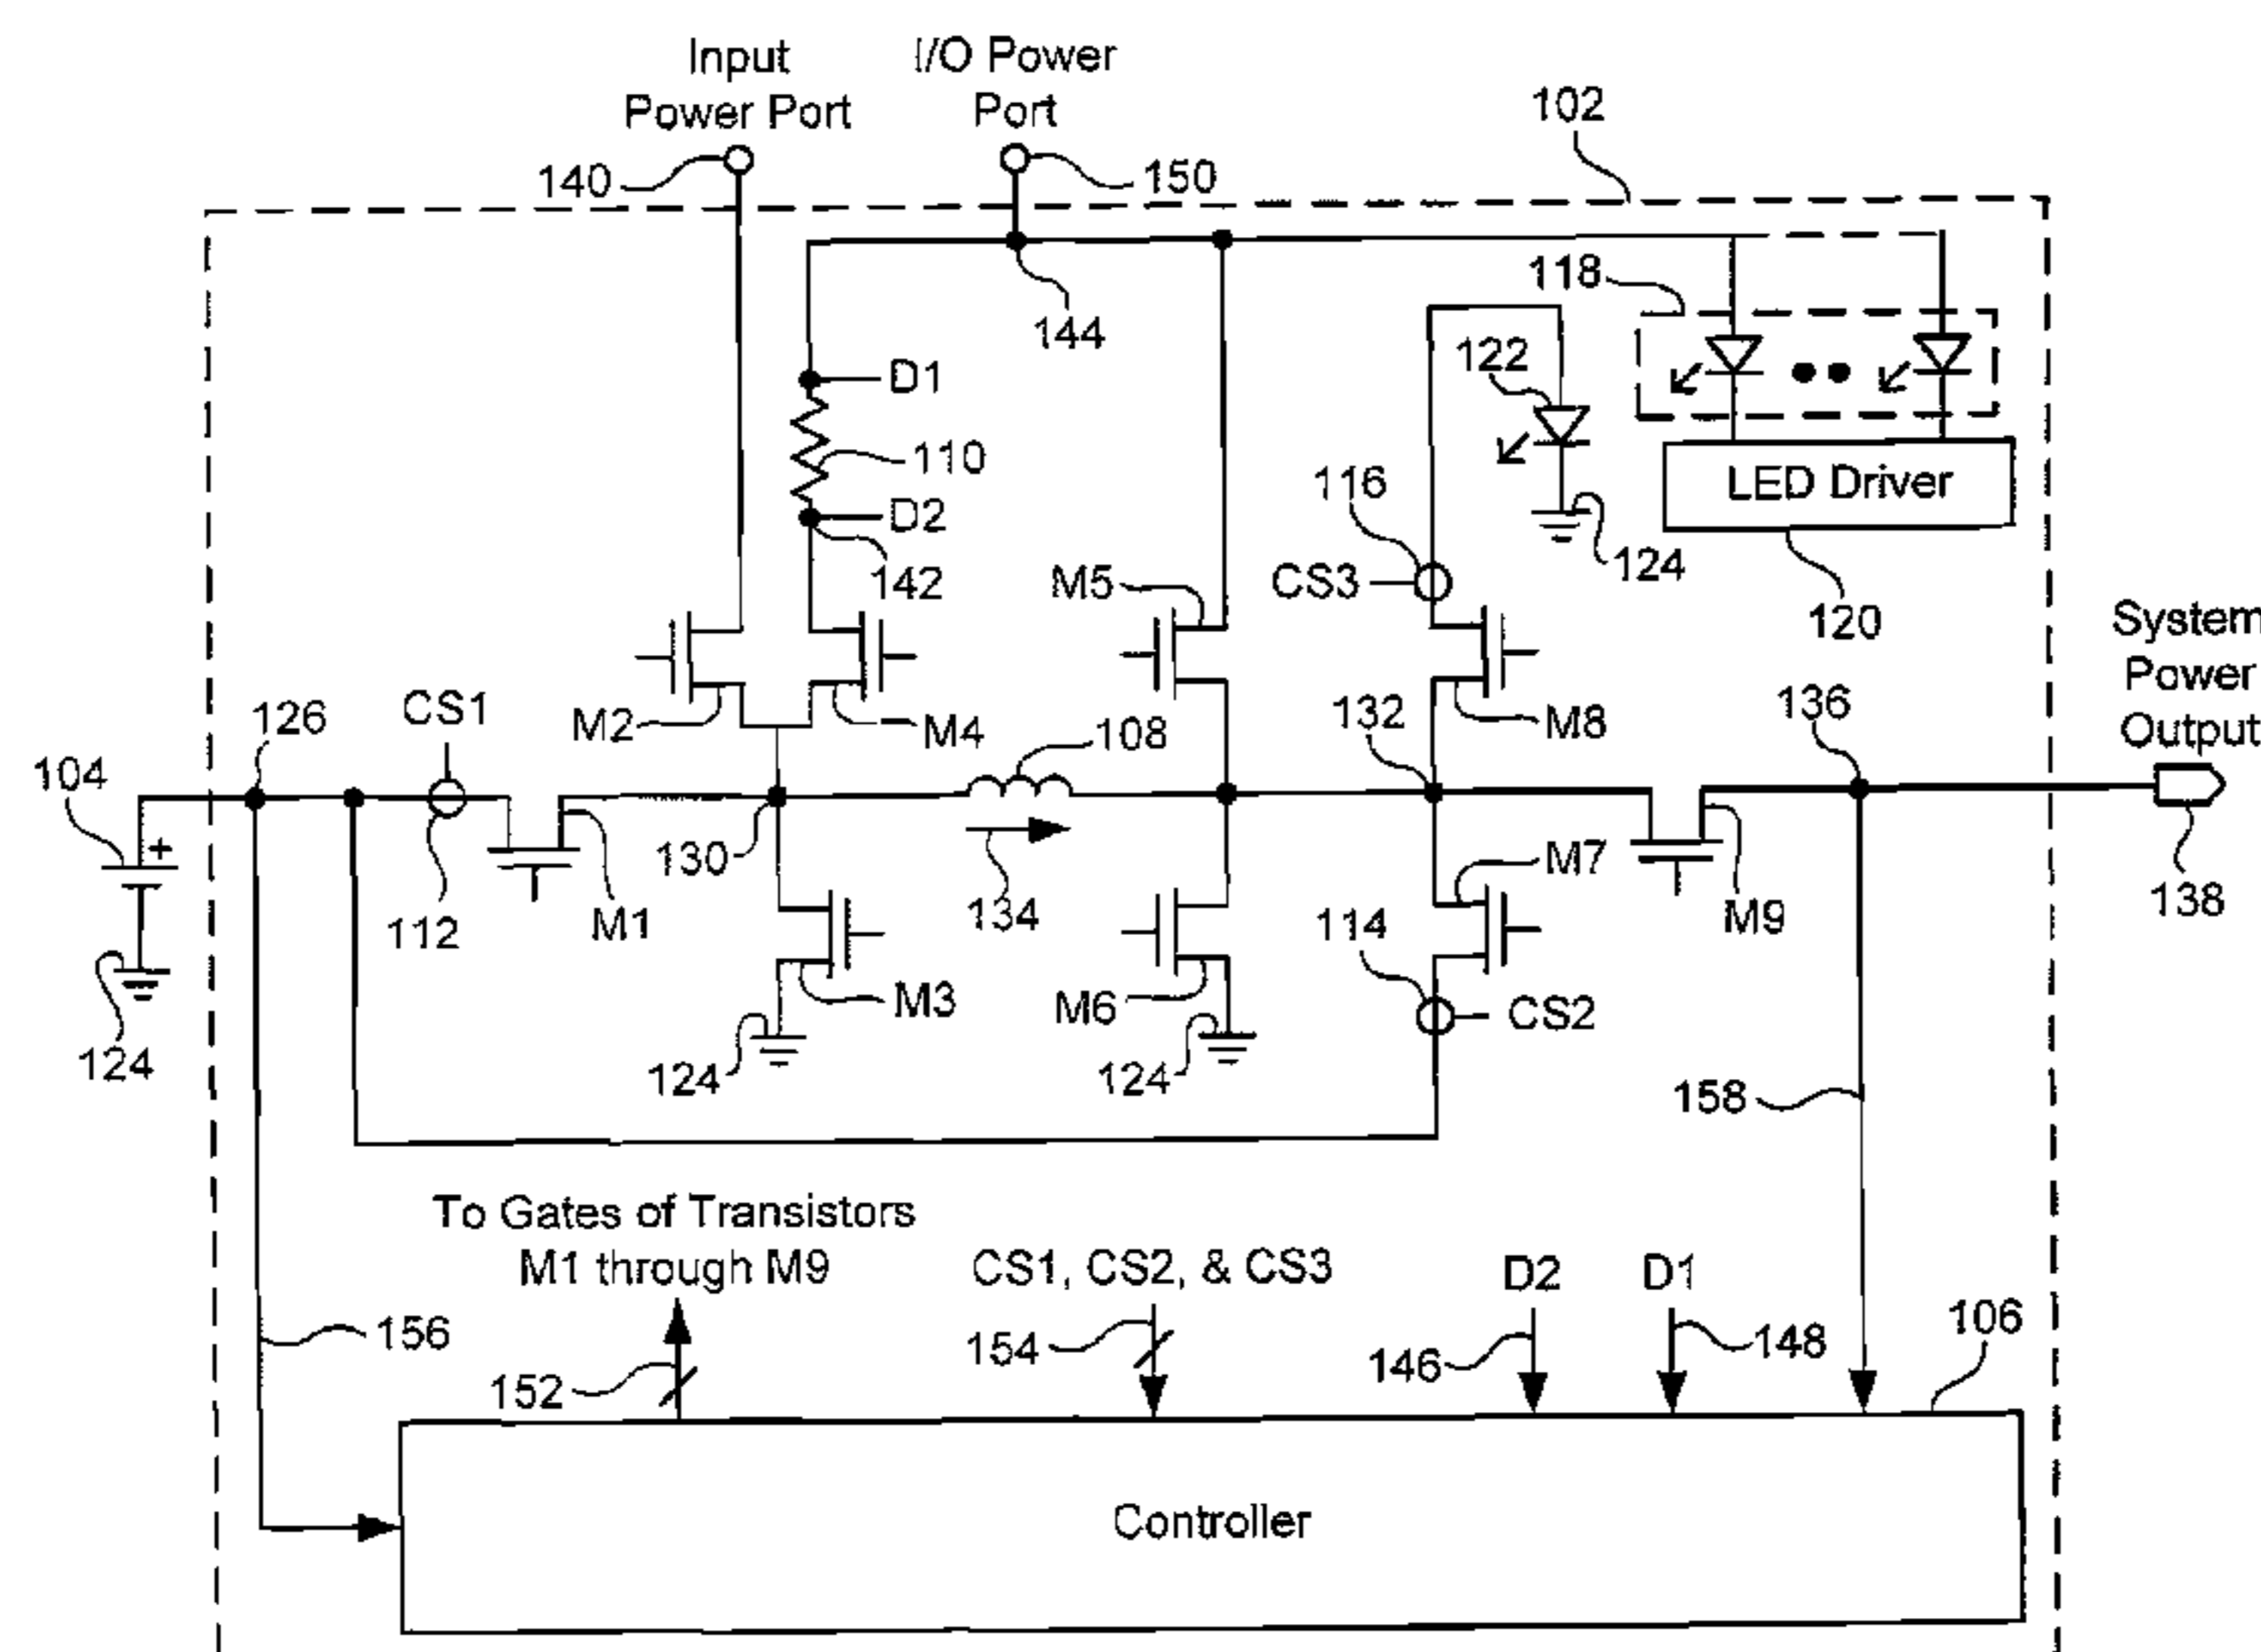 Input
Power Port
I/O Power
Port
102
140
150
118
144
122
D1
110
D2
142
116
LED Driver
CS3
124
120
M5
System
Power
Output
126
CS1
M2
M4
108
132
M8
136
104
+
130
M7
112
M1
134
114
M9
138
M3
M6
CS2
124
124
124
158
To Gates of Transistors
M1 through M9
CS1, CS2, & CS3
D2
D1
156
152
154
146
148
106
Controller